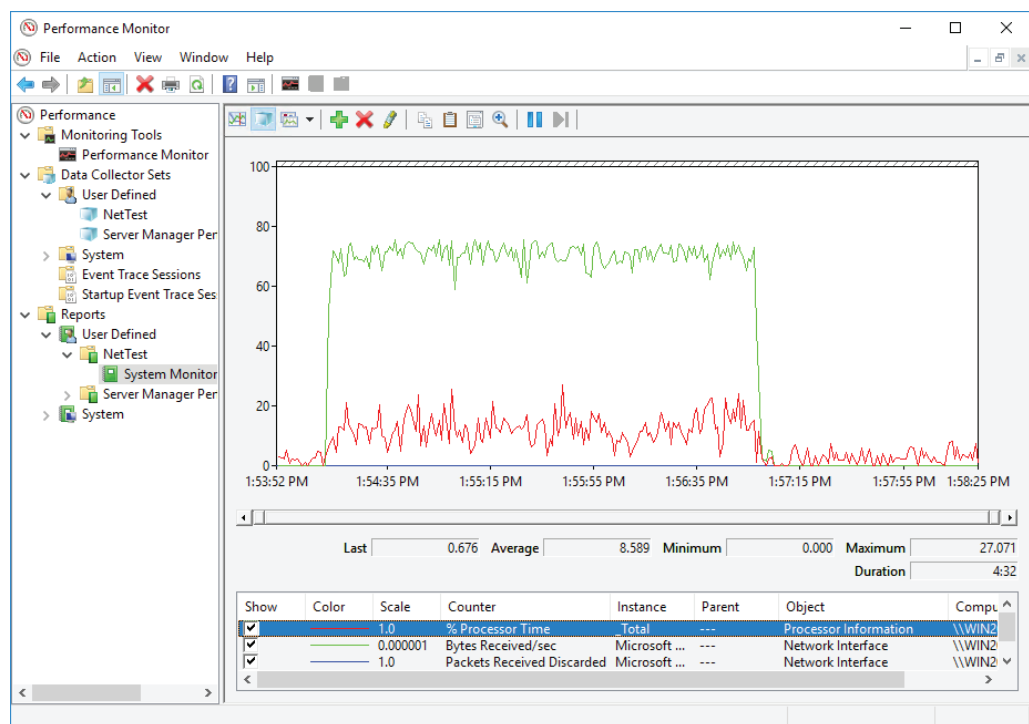 Performance Monitor
File Action View Window Help
Performance
Monitoring Tools
Performance Monitor
Data Collector Sets
User Defined
NetTest
Server Manager Per
System
Event Trace Sessions
Startup Event Trace Ses
Reports
User Defined
NetTest
System Monitor
Server Manager Per
System
100
80
60
40
20
0
1:53:52 PM 1:54:35 PM 1:55:15 PM 1:55:55 PM 1:56:35 PM 1:57:15 PM 1:57:55 PM 1:58:25 PM
Last 0.676 Average 8.589 Minimum 0.000 Maximum 27.071
Duration 4:32
Show Color Scale Counter Instance Parent Object Compu
1.0 % Processor Time _Total --- Processor Information \\WIN2
0.000001 Bytes Received/sec Microsoft ... --- Network Interface \\WIN2
1.0 Packets Received Discarded Microsoft ... --- Network Interface \\WIN2